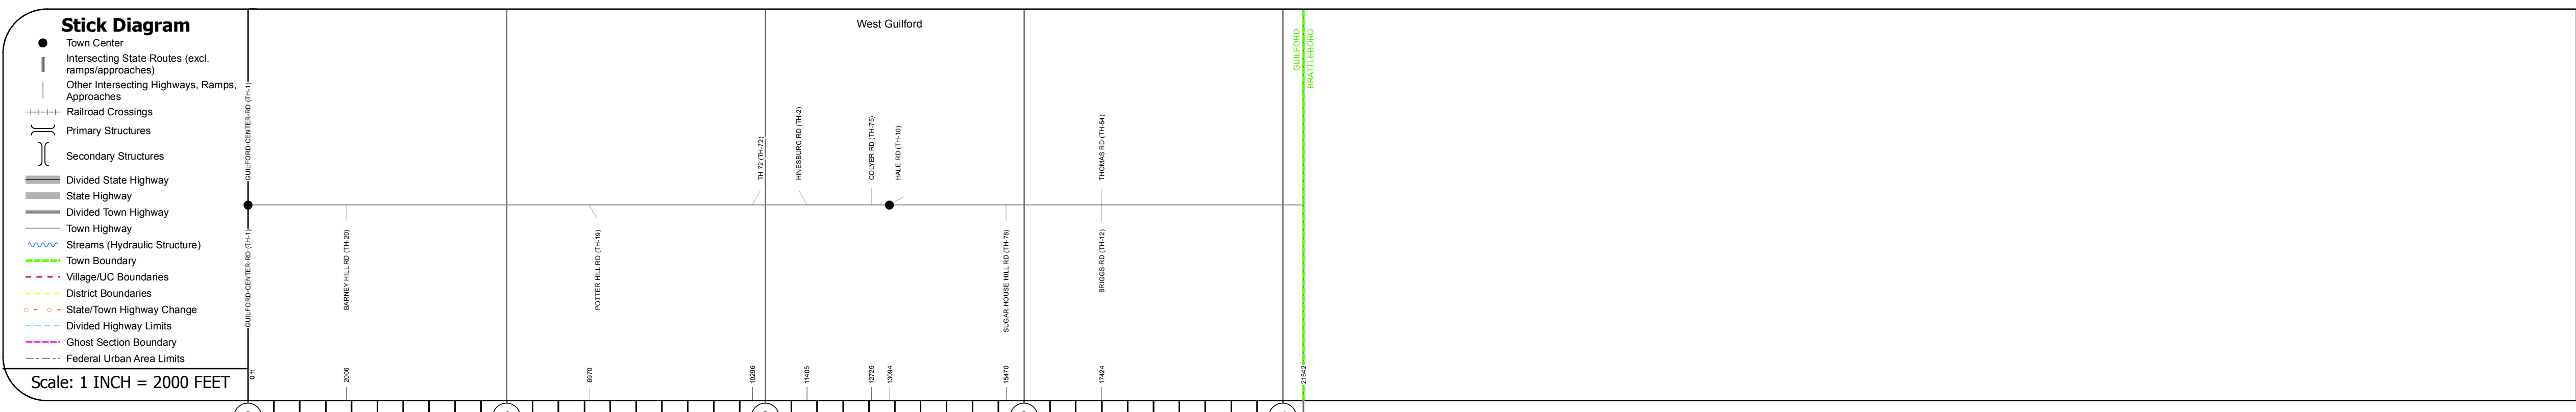 Stick Diagram
Town Center
Intersecting State Routes (excl.
ramps/approaches)
Other Intersecting Highways, Ramps,
Approaches
Railroad Crossings
Primary Structures
Secondary Structures
Divided State Highway
State Highway
Divided Town Highway
Town Highway
Streams (Hydraulic Structure)
Town Boundary
Village/UC Boundaries
District Boundaries
State/Town Highway Change
Divided Highway Limits
Ghost Section Boundary
Federal Urban Area Limits
Scale: 1 INCH = 2000 FEET
West Guilford
GUILFORD
BRATTLEBORO
GUILFORD CENTER-RD (TH-1)
TH 72 (TH-72)
HINESBURG RD (TH-2)
COLYER RD (TH-75)
HALE RD (TH-10)
THOMAS RD (TH-54)
GUILFORD-CENTER-RD (TH-1)
BARNEY HILL RD (TH-20)
POTTER HILL RD (TH-19)
SUGAR HOUSE HILL RD (TH-78)
BRIGGS RD (TH-12)
0 ft
2006
6970
10296
11405
12725
13094
15470
17424
21542